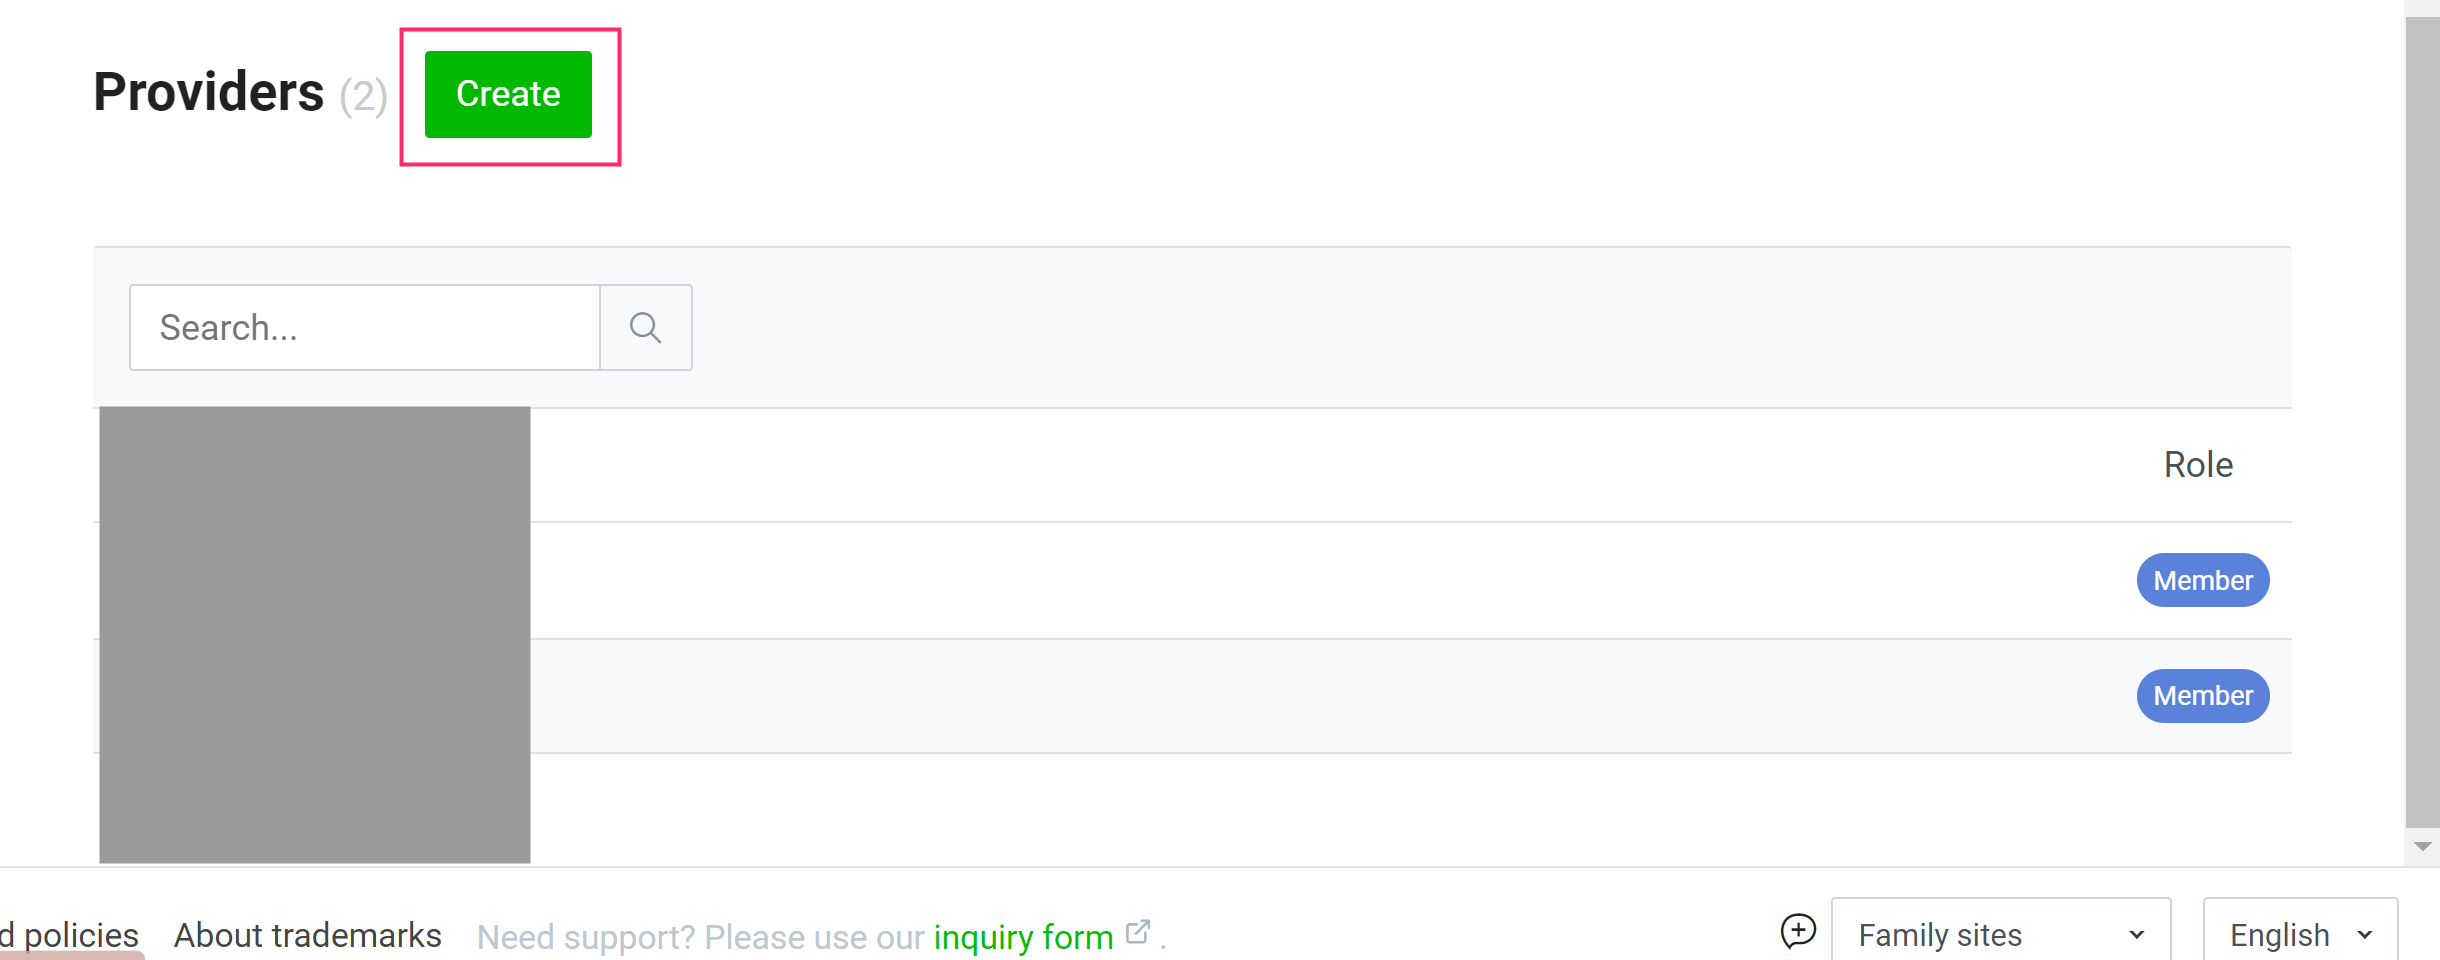 Providers (2) Create
Search...
Role
Member
Member
d policies About trademarks Need support? Please use our inquiry form . Family sites English